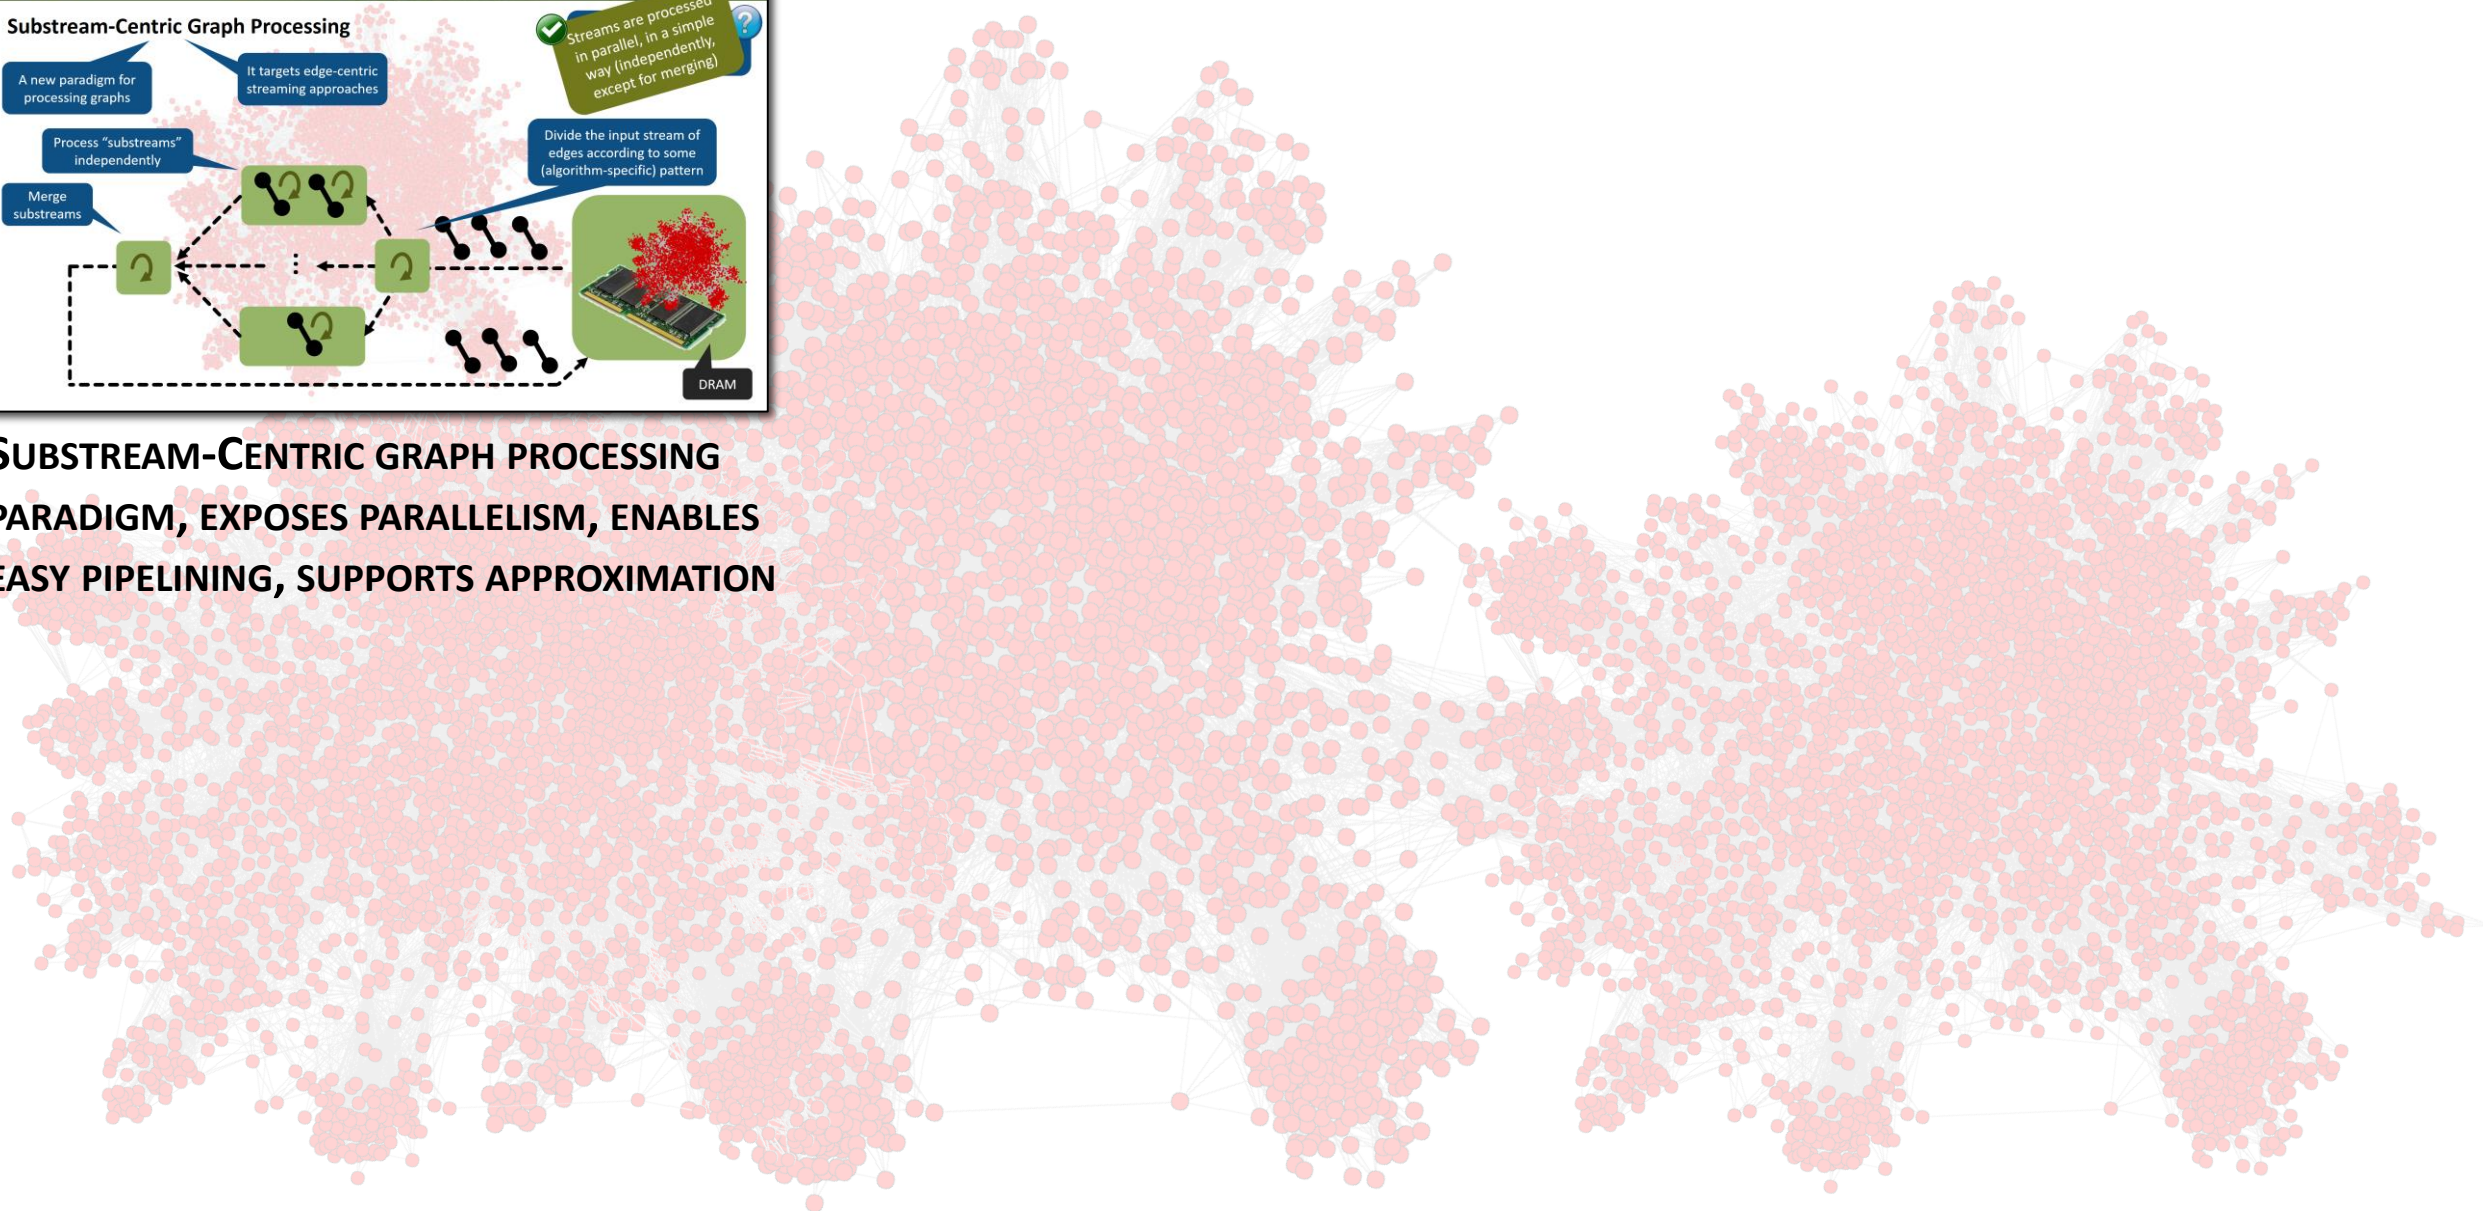 Substream-Centric Graph Processing
A new paradigm for
processing graphs
It targets edge-centric
streaming approaches
Streams are processed
in parallel, in a simple
way (independently,
except for merging)
?
Process “substreams”
independently
Divide the input stream of
edges according to some
(algorithm-specific) pattern
Merge
substreams
DRAM
SUBSTREAM-CENTRIC GRAPH PROCESSING
PARADIGM, EXPOSES PARALLELISM, ENABLES
EASY PIPELINING, SUPPORTS APPROXIMATION